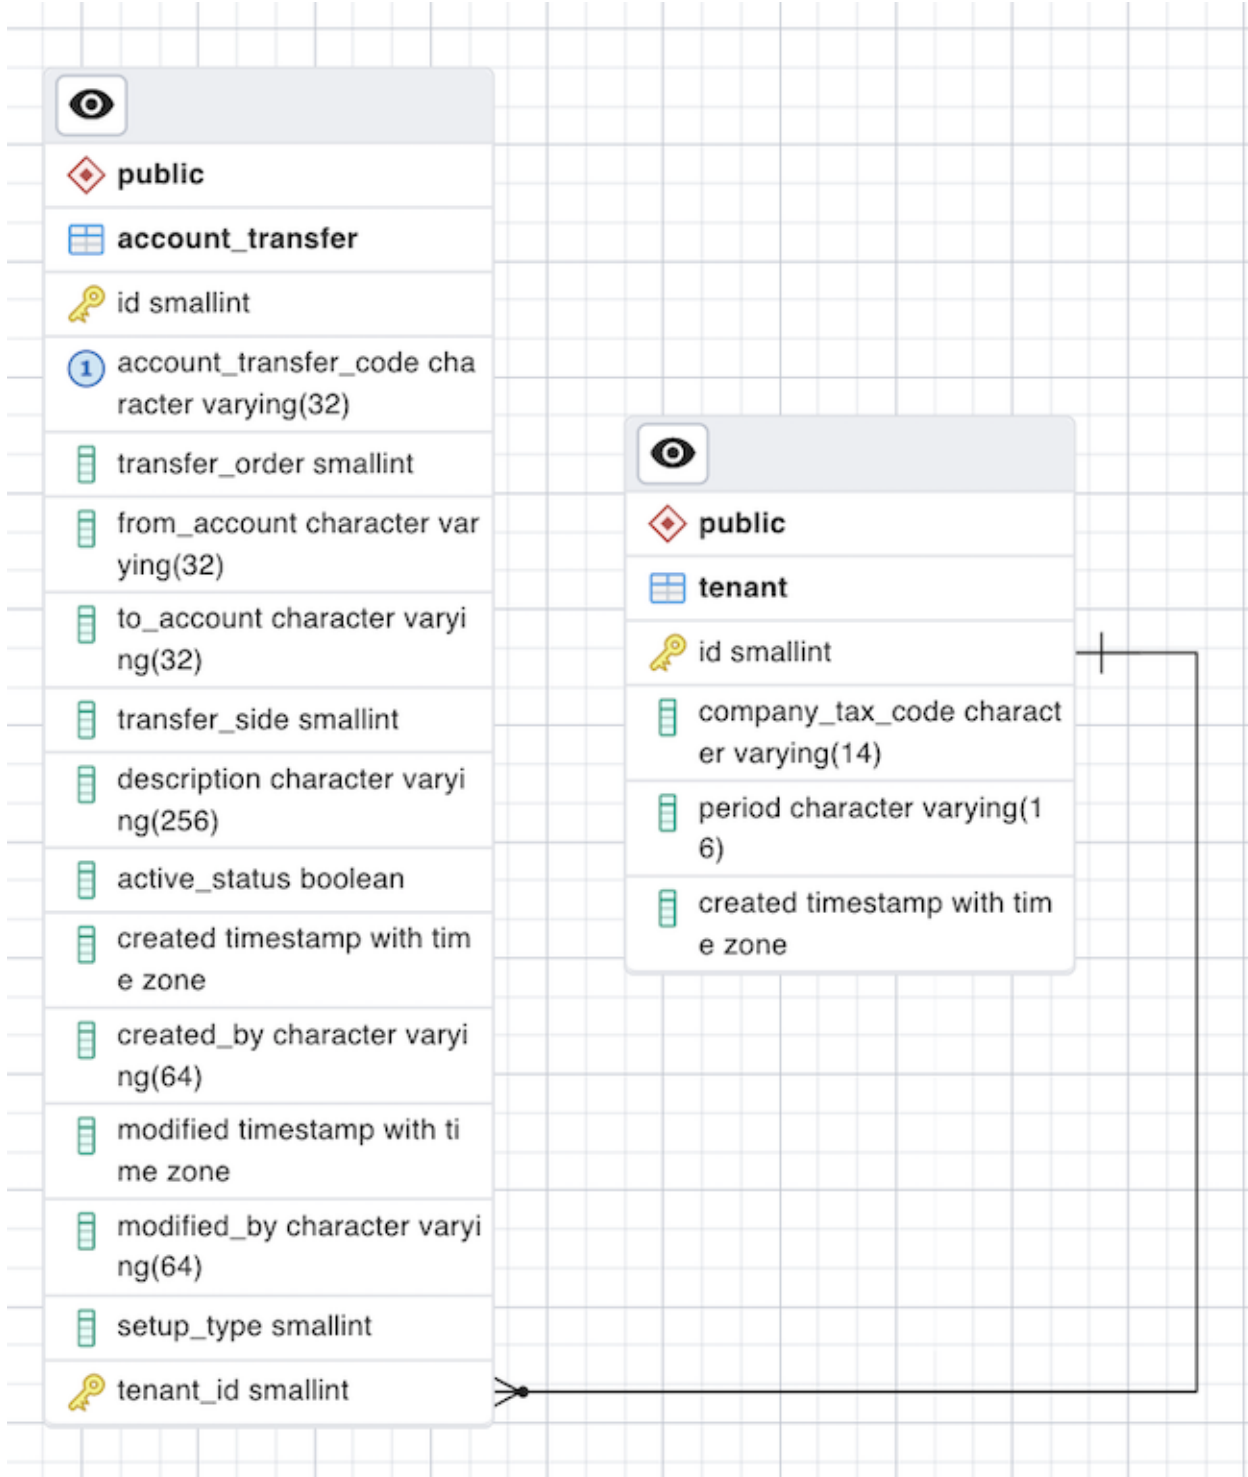 public
account_transfer
id smallint
1
account_transfer_code cha
racter varying(32)
transfer_order smallint
from_account character var
ying(32)
to_account character varyi
ng(32)
transfer_side smallint
description character varyi
ng(256)
active_status boolean
created timestamp with tim
e zone
created_by character varyi
ng(64)
modified timestamp with ti
me zone
modified_by character varyi
ng(64)
setup_type smallint
tenant_id smallint
public
tenant
id smallint
company_tax_code charact
er varying(14)
period character varying(1
6)
created timestamp with tim
e zone